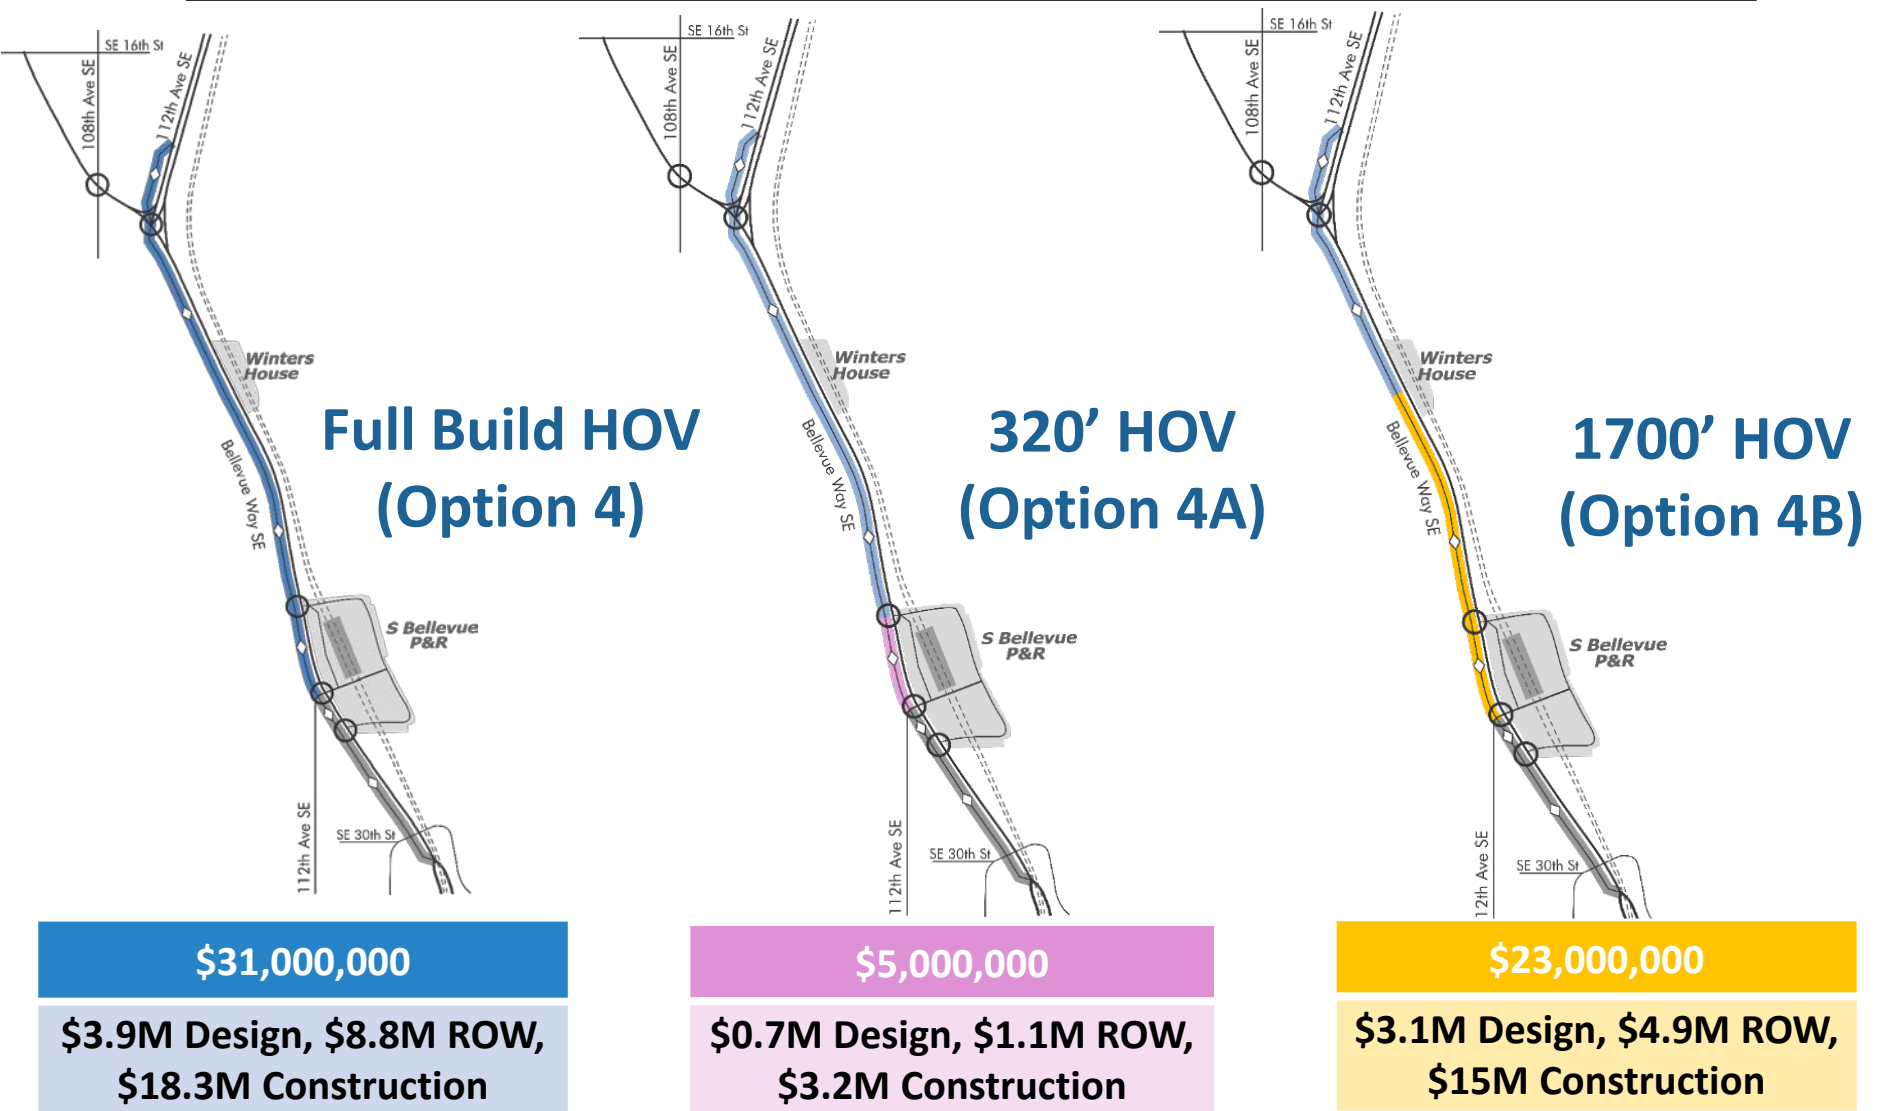 SE 16th St
108th Ave SE
112th Ave SE
Winters
House
Bellevue Way SE
Full Build HOV
(Option 4)
S Bellevue
P&R
112th Ave SE
SE 30th St
$31,000,000
$3.9M Design, $8.8M ROW,
$18.3M Construction
SE 16th St
108th Ave SE
112th Ave SE
Winters
House
Bellevue Way SE
320’ HOV
(Option 4A)
S Bellevue
P&R
112th Ave SE
SE 30th St
$5,000,000
$0.7M Design, $1.1M ROW,
$3.2M Construction
SE 16th St
108th Ave SE
112th Ave SE
Winters
House
Bellevue Way SE
1700’ HOV
(Option 4B)
S Bellevue
P&R
12th Ave SE
SE 30th St
$23,000,000
$3.1M Design, $4.9M ROW,
$15M Construction